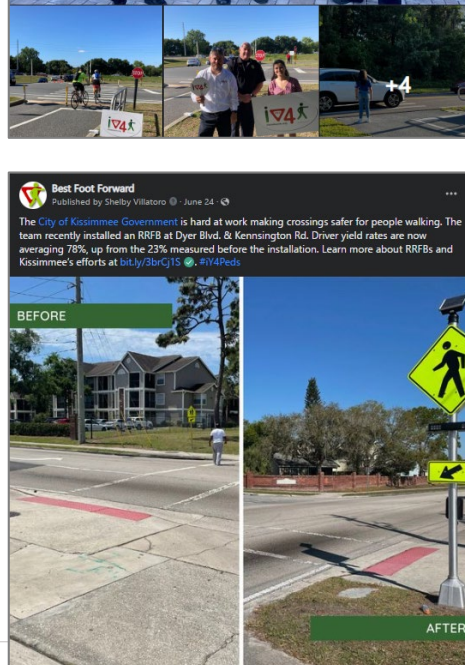 STOP
STOP
i 4
i 4
+4
Best Foot Forward
Published by Shelby Villatoro · June 24 ·
The City of Kissimmee Government is hard at work making crossings safer for people walking. The
team recently installed an RRFB at Dyer Blvd. & Kennsington Rd. Driver yield rates are now
averaging 78%, up from the 23% measured before the installation. Learn more about RRFBs and
Kissimmee's efforts at bit.ly/3brCj1S ✅. #iY4Peds
BEFORE
AFTER